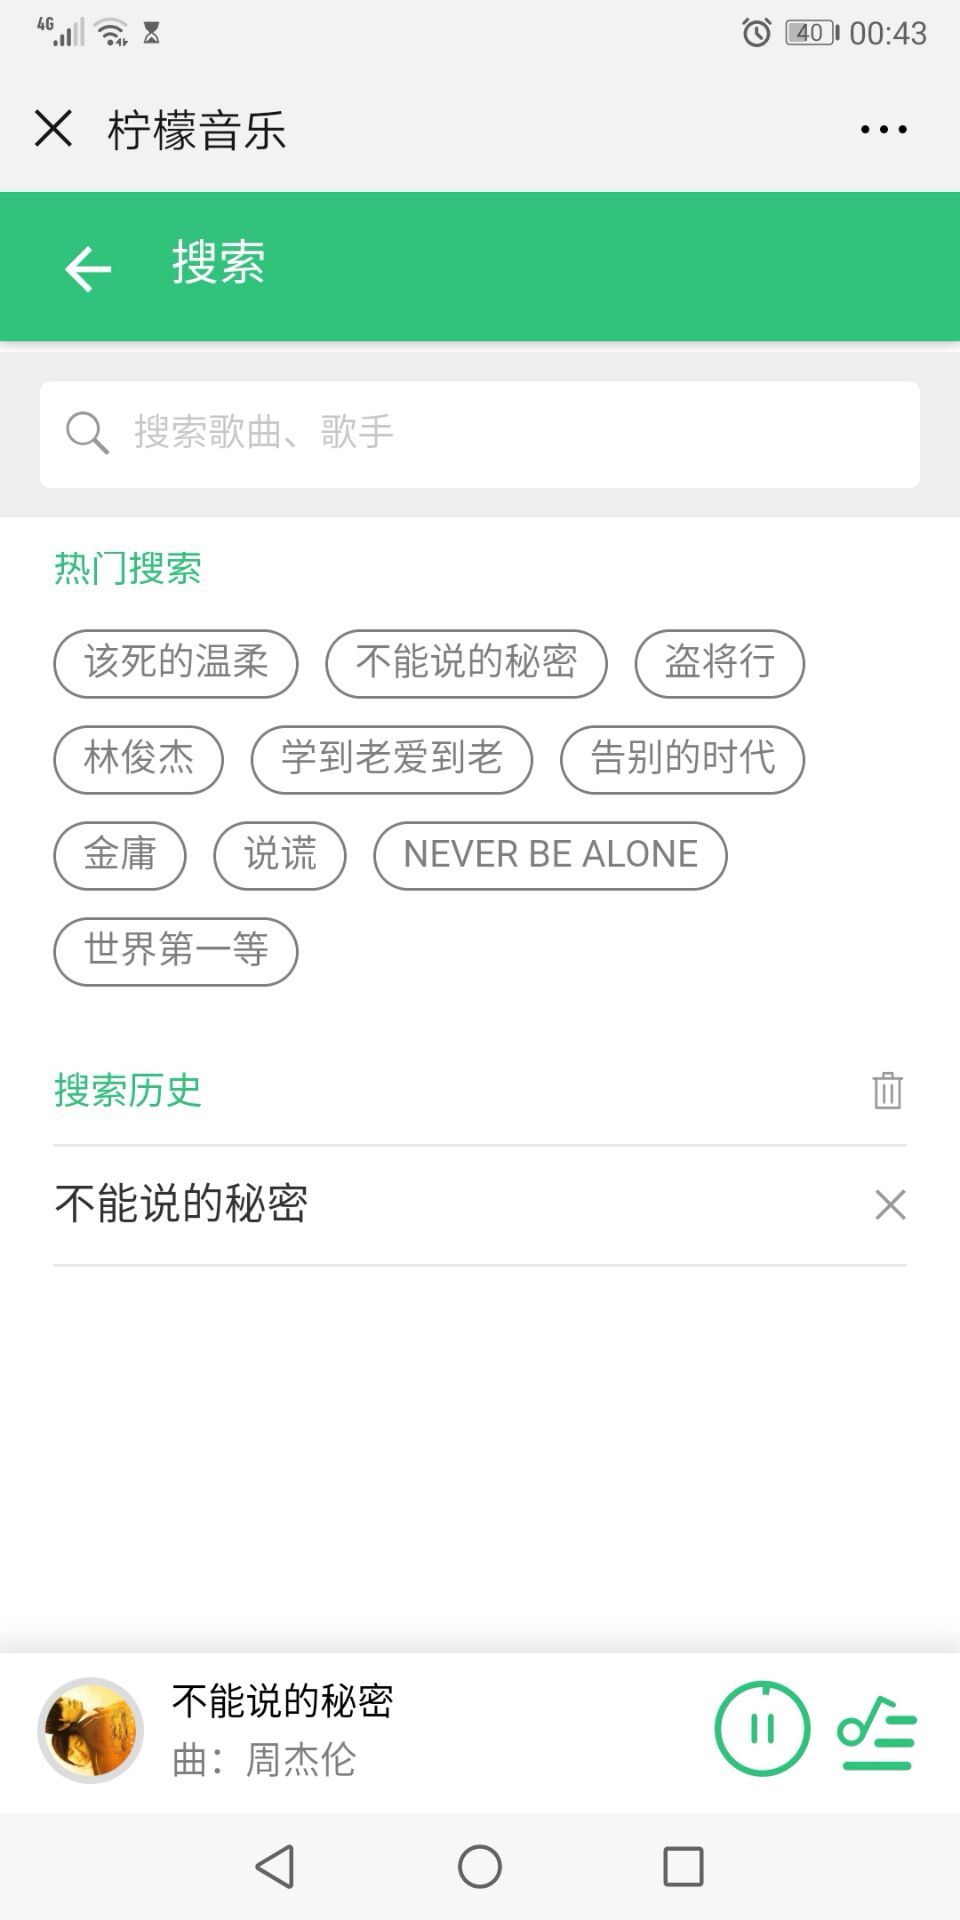 4G 40 00:43
柠檬音乐
搜索
搜索歌曲、歌手
热门搜索
该死的温柔 不能说的秘密 盗将行
林俊杰 学到老爱到老 告别的时代
金庸 说谎 NEVER BE ALONE
世界第一等
搜索历史
不能说的秘密
不能说的秘密
曲：周杰伦